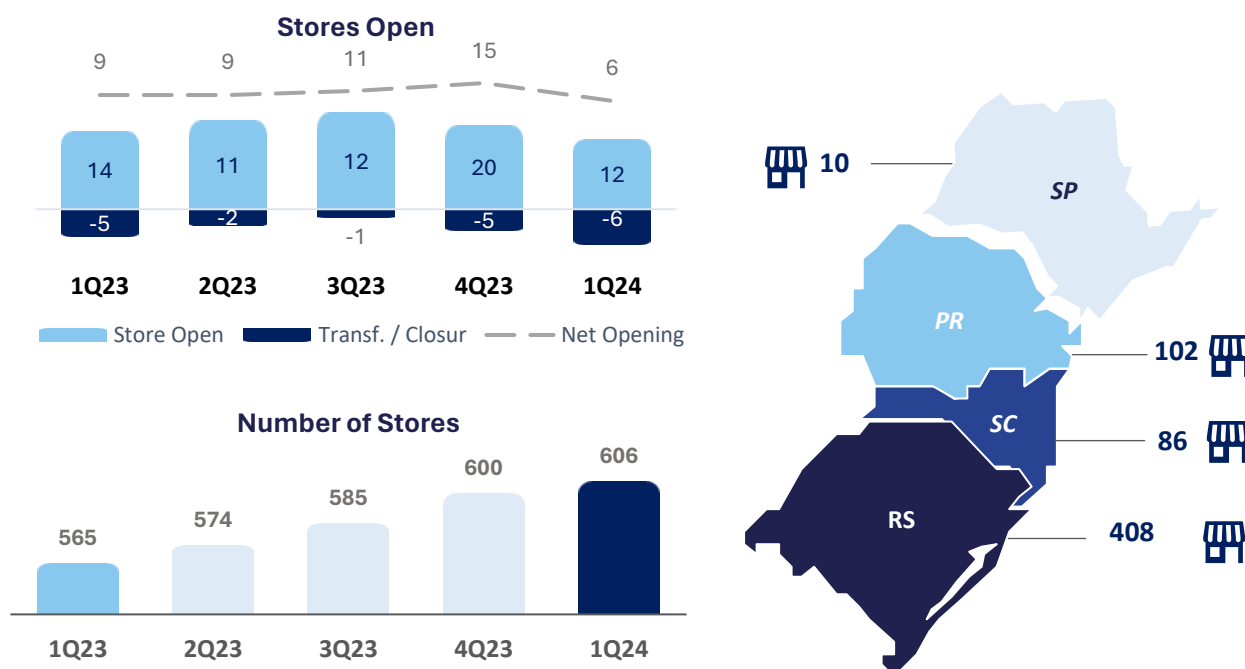 Stores Open
9 9 11 15 6
14 11 12 20 12
-5 -2 -1 -5 -6
1Q23 2Q23 3Q23 4Q23 1Q24
Store Open Transf. / Closur Net Opening
Number of Stores
565 574 585 600 606
1Q23 2Q23 3Q23 4Q23 1Q24
10
SP
PR
102
SC
86
RS
408